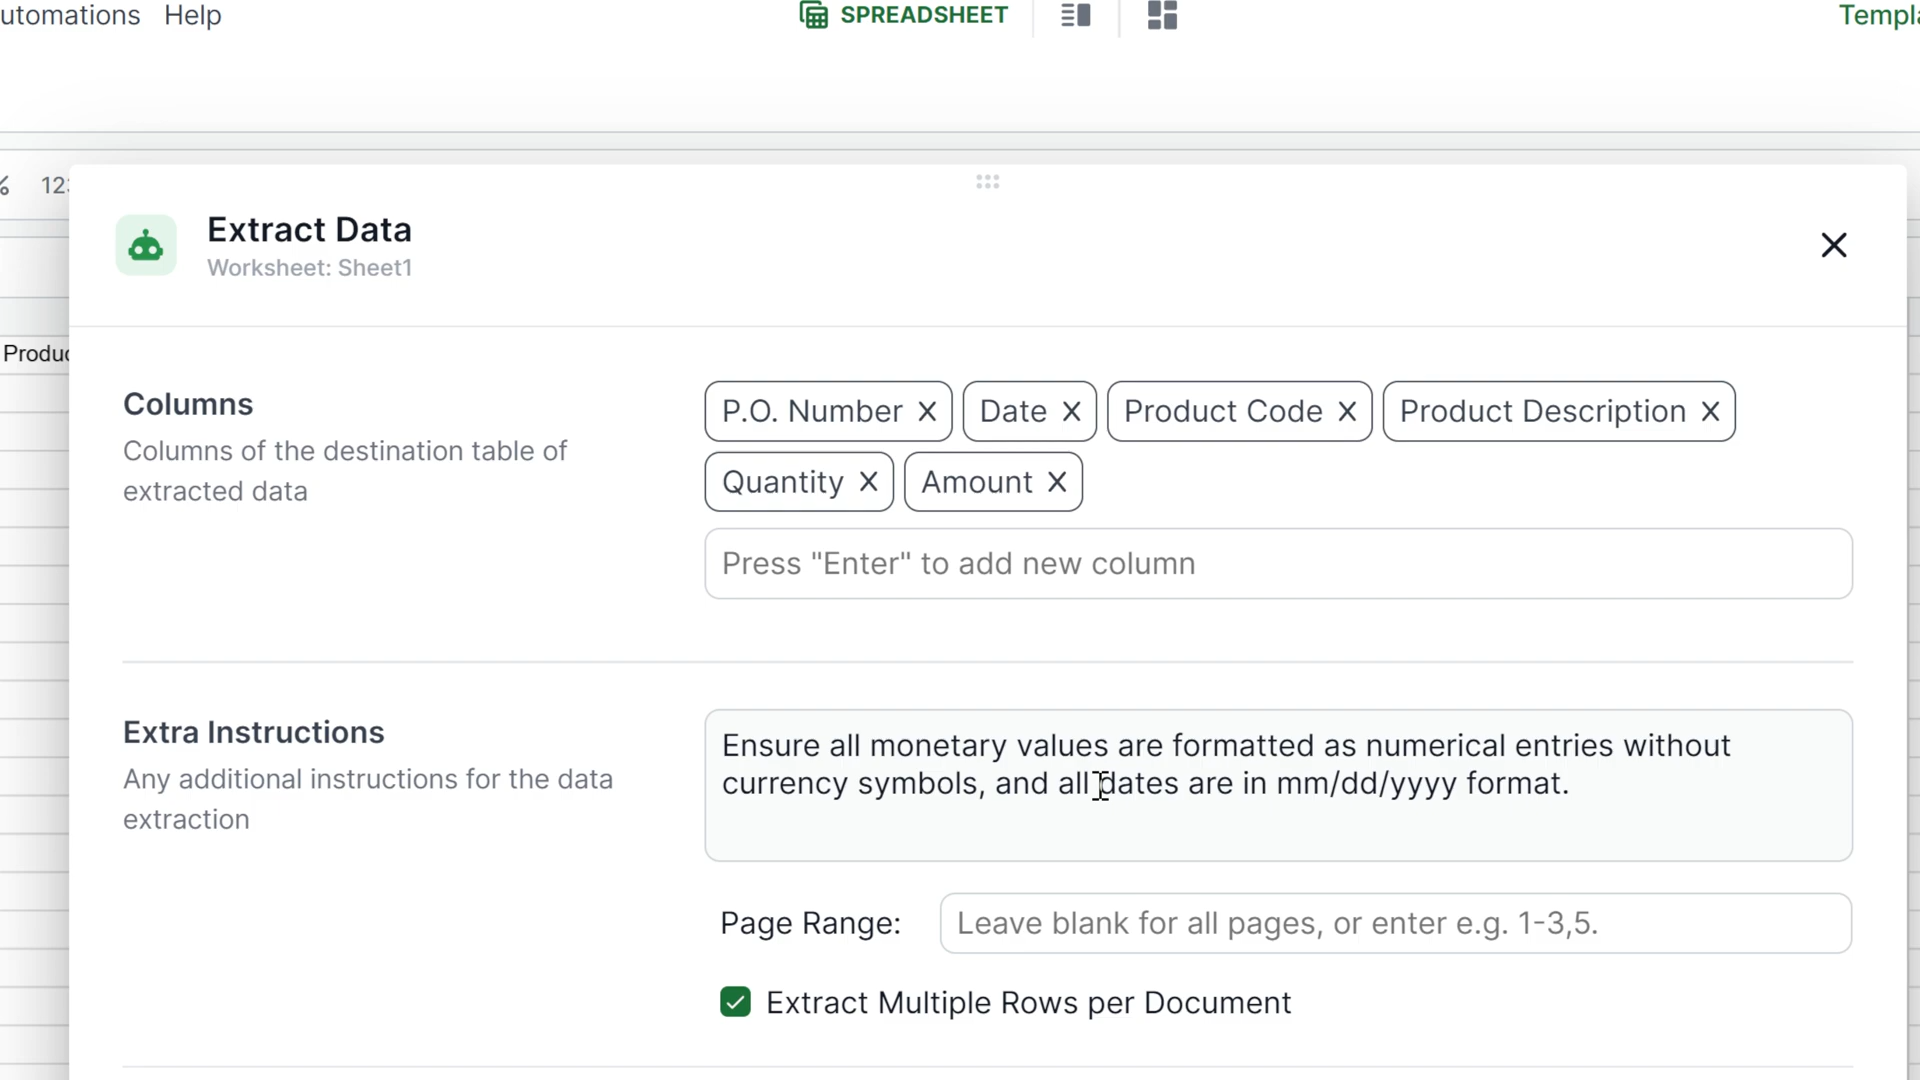 utomations Help SPREADSHEET Templa
% 123
Extract Data
Worksheet: Sheet1
Produc
Columns
Columns of the destination table of
extracted data
P.O. Number Date Product Code Product Description
Quantity Amount
Press "Enter" to add new column
Extra Instructions
Any additional instructions for the data
extraction
Ensure all monetary values are formatted as numerical entries without
currency symbols, and all dates are in mm/dd/yyyy format.
Page Range: Leave blank for all pages, or enter e.g. 1-3,5.
Extract Multiple Rows per Document